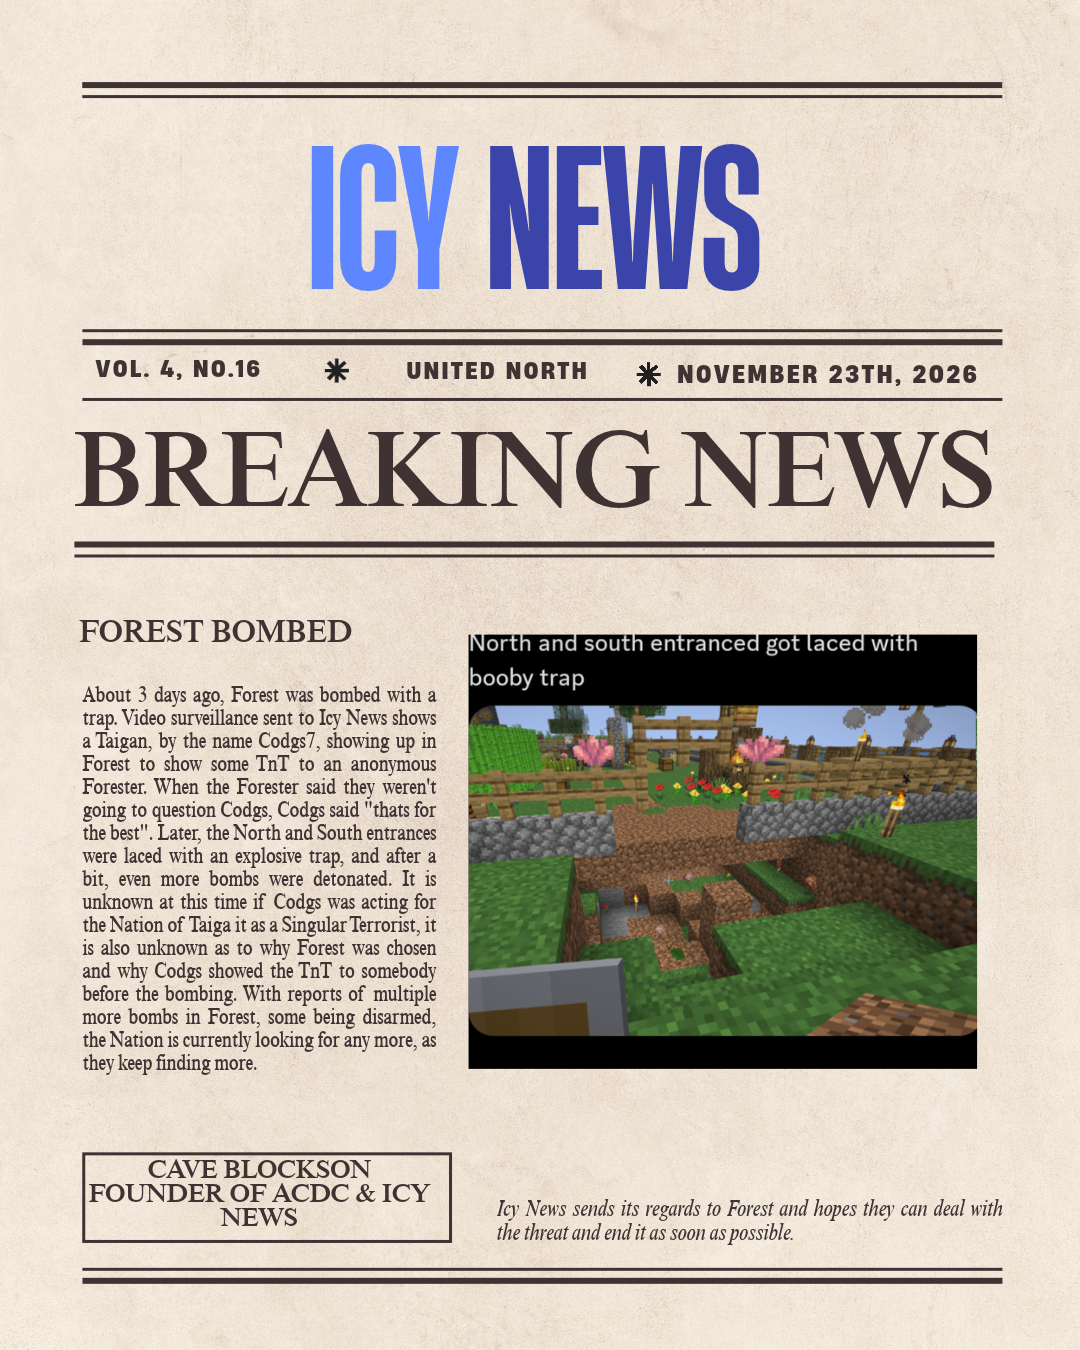 ICY NEWS
VOL. 4, NO.16
UNITED NORTH
NOVEMBER 23TH, 2026
BREAKING NEWS
FOREST BOMBED
About 3 days ago, Forest was bombed with a
trap. Video surveillance sent to Icy News shows
a Taigan, by the name Codgs7, showing up in
Forest to show some TnT to an anonymous
Forester. When the Forester said they weren't
going to question Codgs, Codgs said "thats for
the best". Later, the North and South entrances
were laced with an explosive trap, and after a
bit, even more bombs were detonated. It is
unknown at this time if Codgs was acting for
the Nation of Taiga it as a Singular Terrorist, it
is also unknown as to why Forest was chosen
and why Codgs showed the TnT to somebody
before the bombing. With reports of multiple
more bombs in Forest, some being disarmed,
the Nation is currently looking for any more, as
they keep finding more.
North and south entranced got laced with
booby trap
CAVE BLOCKSON
FOUNDER OF ACDC & ICY
NEWS
Icy News sends its regards to Forest and hopes they can deal with
the threat and end it as soon as possible.